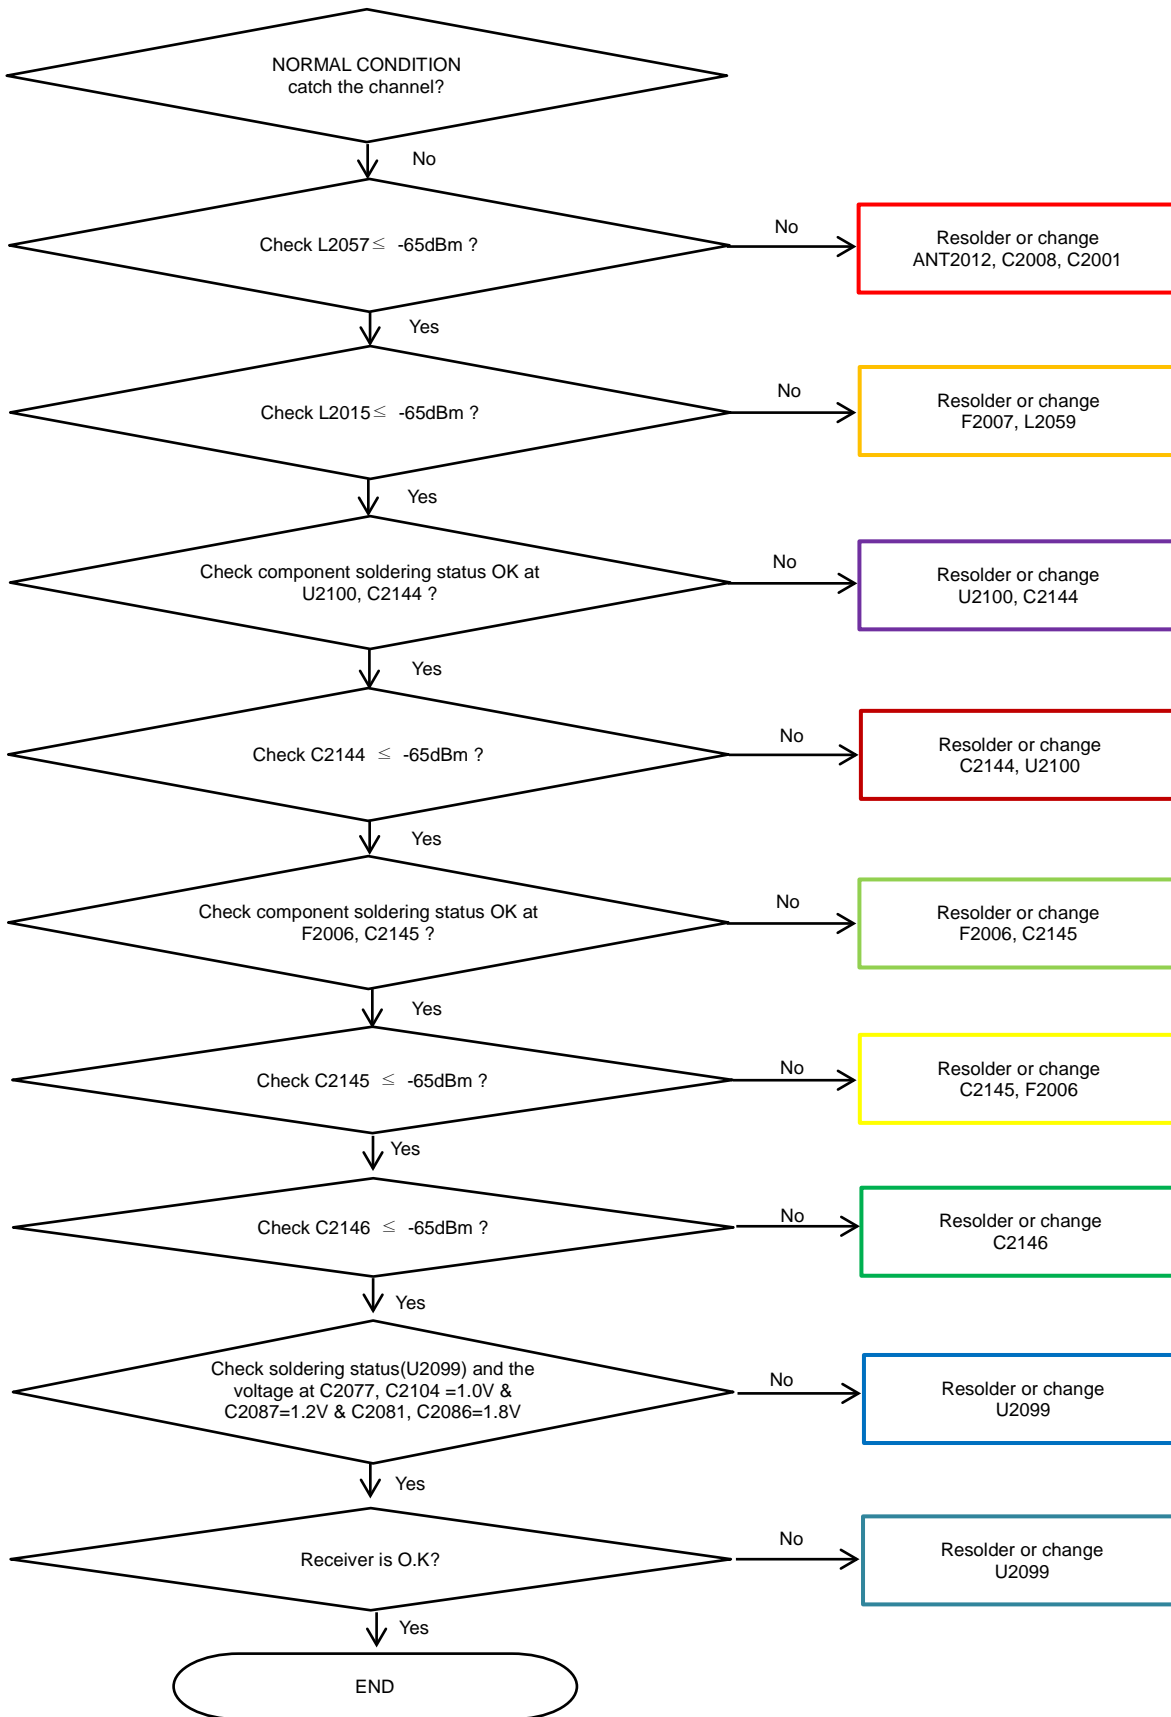 NORMAL CONDITION
catch the channel?
No
Check L2057≤ -65dBm ?
No
Resolder or change
ANT2012, C2008, C2001
Yes
Check L2015≤ -65dBm ?
No
Resolder or change
F2007, L2059
Yes
Check component soldering status OK at
U2100, C2144 ?
No
Resolder or change
U2100, C2144
Yes
Check C2144 ≤ -65dBm ?
No
Resolder or change
C2144, U2100
Yes
Check component soldering status OK at
F2006, C2145 ?
No
Resolder or change
F2006, C2145
Yes
Check C2145 ≤ -65dBm ?
No
Resolder or change
C2145, F2006
Yes
Check C2146 ≤ -65dBm ?
No
Resolder or change
C2146
Yes
Check soldering status(U2099) and the
voltage at C2077, C2104 =1.0V &
C2087=1.2V & C2081, C2086=1.8V
No
Resolder or change
U2099
Yes
Receiver is O.K?
No
Resolder or change
U2099
Yes
END